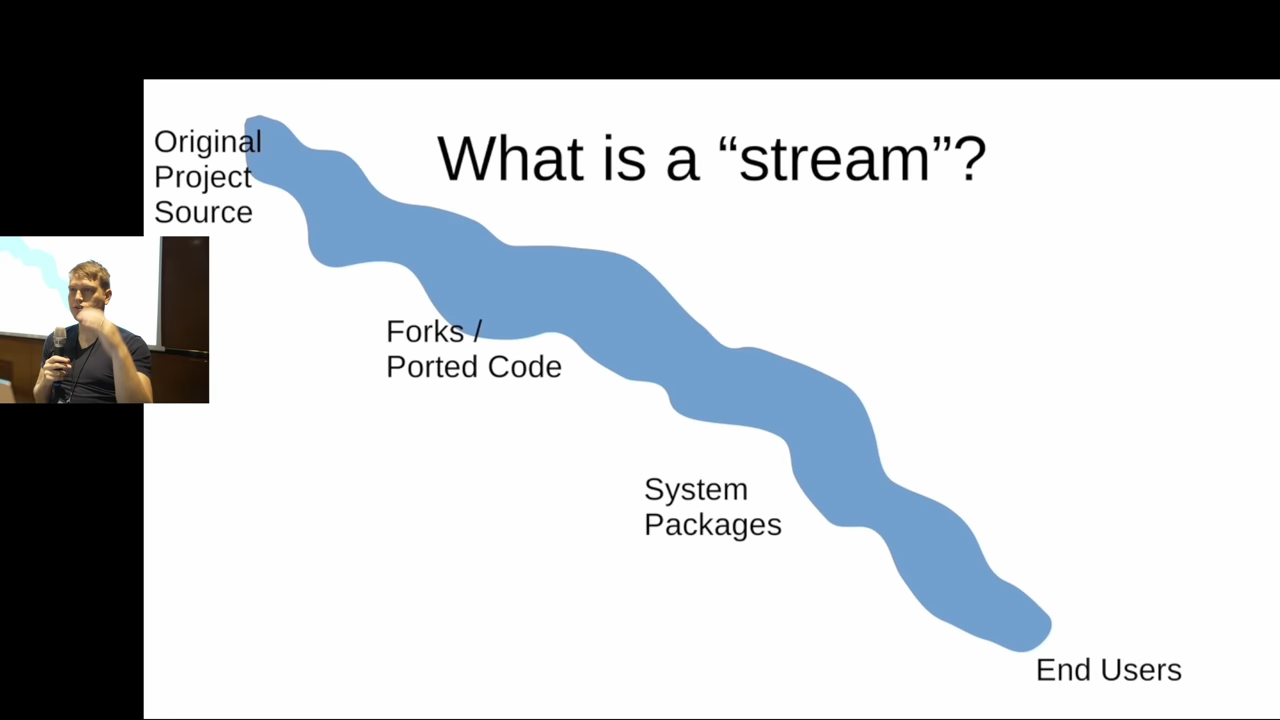 What is a “stream”?
Original
Project
Source
Forks /
Ported Code
System
Packages
End Users